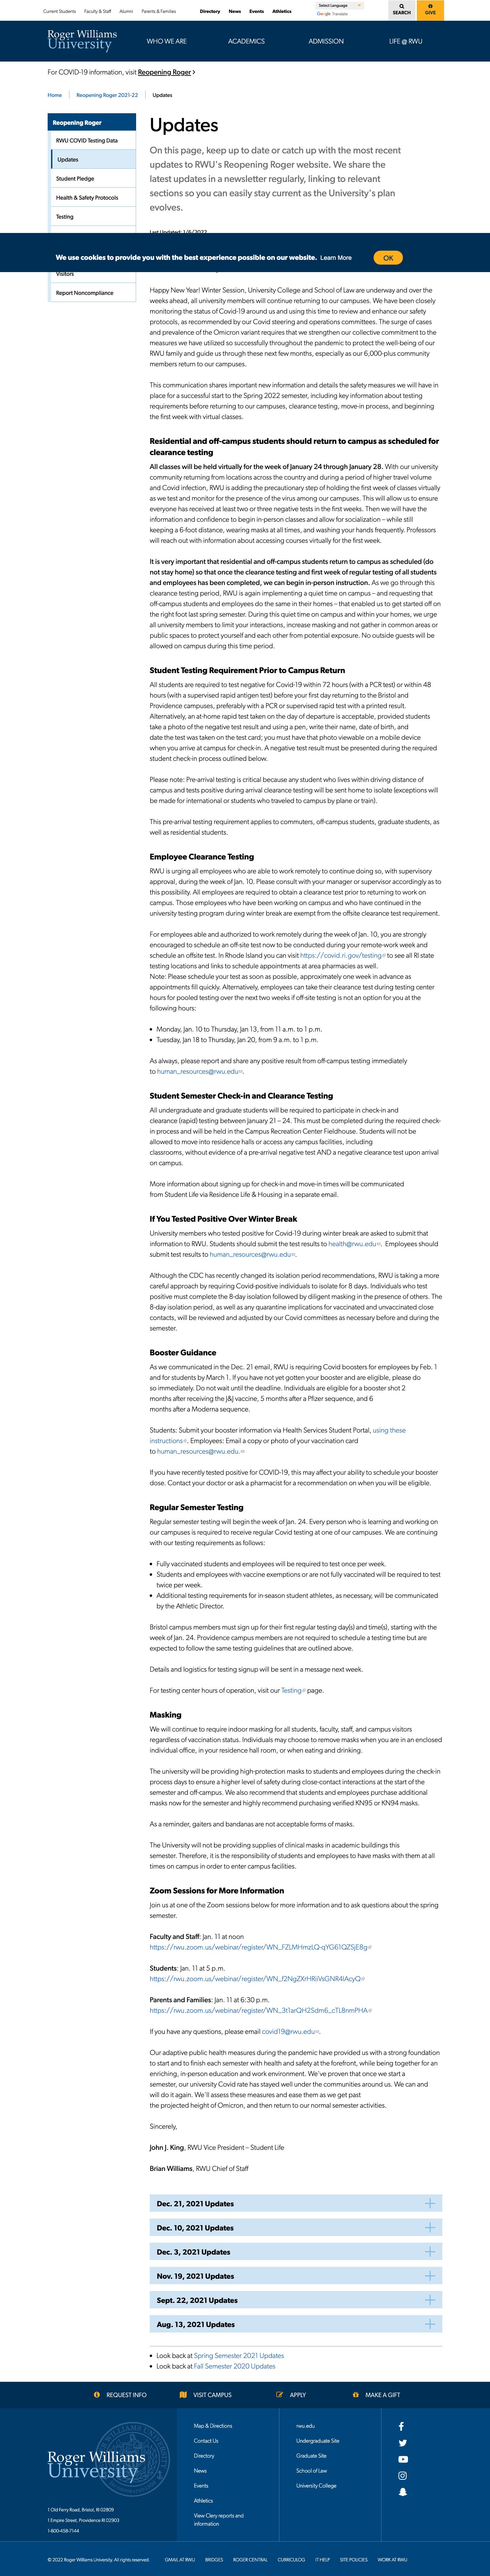 Current Students
Faculty & Staff
Alumni
Parents & Families
Directory
News
Events
Athletics
Select Language
Google Translate
SEARCH
GIVE
Roger Williams
University
WHO WE ARE
ACADEMICS
ADMISSION
LIFE @ RWU
For COVID-19 information, visit Reopening Roger >
Home
Reopening Roger 2021-22
Updates
Reopening Roger
RWU COVID Testing Data
Updates
Student Pledge
Health & Safety Protocols
Testing
Visitors
Report Noncompliance
Updates
On this page, keep up to date or catch up with the most recent
updates to RWU's Reopening Roger website. We share the
latest updates in a newsletter regularly, linking to relevant
sections so you can easily stay current as the University's plan
evolves.
Last Updated: 1/6/2022
We use cookies to provide you with the best experience possible on our website. Learn More
OK
Happy New Year! Winter Session, University College and School of Law are underway and over the
weeks ahead, all university members will continue returning to our campuses. We have been closely
monitoring the status of Covid-19 around us and using this time to review and enhance our safety
protocols, as recommended by our Covid steering and operations committees. The surge of cases
and prevalence of the Omicron variant requires that we strengthen our collective commitment to the
measures we have utilized so successfully throughout the pandemic to protect the well-being of our
RWU family and guide us through these next few months, especially as our 6,000-plus community
members return to our campuses.
This communication shares important new information and details the safety measures we will have in
place for a successful start to the Spring 2022 semester, including key information about testing
requirements before returning to our campuses, clearance testing, move-in process, and beginning
the first week with virtual classes.
Residential and off-campus students should return to campus as scheduled for
clearance testing
All classes will be held virtually for the week of January 24 through January 28. With our university
community returning from locations across the country and during a period of higher travel volume
and Covid infection, RWU is adding the precautionary step of holding the first week of classes virtually
as we test and monitor for the presence of the virus among our campuses. This will allow us to ensure
everyone has received at least two or three negative tests in the first weeks. Then we will have the
information and confidence to begin in-person classes and allow for socialization – while still
keeping a 6-foot distance, wearing masks at all times, and washing your hands frequently. Professors
will reach out with information about accessing courses virtually for the first week.
It is very important that residential and off-campus students return to campus as scheduled (do
not stay home) so that once the clearance testing and first week of regular testing of all students
and employees has been completed, we can begin in-person instruction. As we go through this
clearance testing period, RWU is again implementing a quiet time on campus – and requesting that
off-campus students and employees do the same in their homes – that enabled us to get started off on
the right foot last spring semester. During this quiet time on campus and within your homes, we ask
that you strictly limit your interactions, increase masking and not gather in common areas or
public spaces to protect yourself and each other from potential exposure. No outside guests will be
allowed on campus during this time period.
Student Testing Requirement Prior to Campus Return
All students are required to test negative for Covid-19 within 72 hours (with a PCR test) or within 48
hours (with a supervised rapid antigen test) before your first day returning to the Bristol and
Providence campuses, preferably with a PCR or supervised rapid test with a printed result.
Alternatively, an at-home rapid test taken on the day of departure is acceptable, provided students
take a photo of the negative test result and using a pen, write their name, date of birth, and
date the test was taken on the test card; you must have that photo viewable on a mobile device
when you arrive at campus for check-in. A negative test result must be presented during the required
student check-in process outlined below.
Please note: Pre-arrival testing is critical because any student who lives within driving distance of
campus and tests positive during arrival clearance testing will be sent home to isolate (exceptions will
be made for international or students who traveled to campus by plane or train).
This pre-arrival testing requirement applies to commuters, off-campus students, graduate students, as
well as residential students.
Employee Clearance Testing
RWU is urging all employees who are able to work remotely to continue doing so, with supervisory
approval, during the week of Jan. 10. Please consult with your manager or supervisor accordingly as to
this possibility. All employees are required to obtain a clearance test prior to returning to work on
campus. Those employees who have been working on campus and who have continued in the
university testing program during winter break are exempt from the offsite clearance test requirement.
For employees able and authorized to work remotely during the week of Jan. 10, you are strongly
encouraged to schedule an off-site test now to be conducted during your remote-work week and
schedule an offsite test. In Rhode Island you can visit https://covid.ri.gov/testing to see all RI state
testing locations and links to schedule appointments at area pharmacies as well.
Note: Please schedule your test as soon as possible, approximately one week in advance as
appointments fill quickly. Alternatively, employees can visit the clearance testing center during the
hours for pooled testing over the next two weeks if off-site testing is not an option for you at the
following hours:
• Monday, Jan. 10 to Thursday, Jan 13, from 11 a.m. to 1 p.m.
• Tuesday, Jan 18 to Thursday, Jan 20, from 9 a.m. to 1 p.m.
As always, please report and share any positive result from off-campus testing immediately
to human_resources@rwu.edu.
Student Semester Check-in and Clearance Testing
All undergraduate and graduate students will be required to participate in check-in and
clearance (rapid) testing between January 21 – 24. This must be completed during the required check-
in process and will be held in the Campus Recreation Center Fieldhouse. Students will not be
allowed to move into residence halls or access any campus facilities, including
classrooms, without evidence of a pre-arrival negative test AND a negative clearance test upon arrival
on campus.
More information about signing up for check-in and move-in times will be communicated
from Student Life via Residence Life & Housing in a separate email.
If You Tested Positive Over Winter Break
University members who tested positive for Covid-19 during winter break are asked to submit that
information to RWU. Students should submit the test results to health@rwu.edu. Employees should
submit test results to human_resources@rwu.edu.
Although the CDC has recently changed its isolation period recommendations, RWU is taking a more
careful approach by requiring Covid-positive individuals to isolate for 8 days. Individuals who test
positive must complete the 8-day isolation followed by diligent masking in the presence of others. The
8-day isolation period, as well as any quarantine implications for vaccinated and unvaccinated close
contacts, will be reviewed and adjusted by our Covid committees as necessary before and during the
semester.
Booster Guidance
As we communicated in the Dec. 21 email, RWU is requiring Covid boosters for employees by Feb. 1
and for students by March 1. If you have not yet gotten your booster and are eligible, please do
so immediately. Do not wait until the deadline. Individuals are eligible for a booster shot 2
months after receiving the J&J vaccine, 5 months after a Pfizer sequence, and 6
months after a Moderna sequence.
Students: Submit your booster information via Health Services Student Portal, using these
instructions. Employees: Email a copy or photo of your vaccination card
to human_resources@rwu.edu.
If you have recently tested positive for COVID-19, this may affect your ability to schedule your booster
dose. Contact your doctor or ask a pharmacist for a recommendation on when you will be eligible.
Regular Semester Testing
Regular semester testing will begin the week of Jan. 24. Every person who is learning and working on
our campuses is required to receive regular Covid testing at one of our campuses. We are continuing
with our testing requirements as follows:
• Fully vaccinated students and employees will be required to test once per week.
• Students and employees with vaccine exemptions or are not fully vaccinated will be required to test
twice per week.
• Additional testing requirements for in-season student athletes, as necessary, will be communicated
by the Athletic Director.
Bristol campus members must sign up for their first regular testing day(s) and time(s), starting with the
week of Jan. 24. Providence campus members are not required to schedule a testing time but are
expected to follow the same testing guidelines that are outlined above.
Details and logistics for testing signup will be sent in a message next week.
For testing center hours of operation, visit our Testing page.
Masking
We will continue to require indoor masking for all students, faculty, staff, and campus visitors
regardless of vaccination status. Individuals may choose to remove masks when you are in an enclosed
individual office, in your residence hall room, or when eating and drinking.
The university will be providing high-protection masks to students and employees during the check-in
process to ensure a high level of safety during close-contact interactions at the start of the
semester and off-campus. We also recommend that students and employees purchase additional
masks now for the semester and highly recommend purchasing verified KN95 or KN94 masks.
As a reminder, gaiters and bandanas are not acceptable forms of masks.
The University will not be providing supplies of clinical masks in academic buildings this
semester. Therefore, it is the responsibility of students and employees to have masks with them at all
times on campus in order to enter campus facilities.
Zoom Sessions for More Information
Join us at one of the Zoom sessions below for more information and to ask questions about the spring
semester.
Faculty and Staff: Jan. 11 at noon
https://rwu.zoom.us/webinar/register/WN_FZLMHmzLQ-qYG61QZSjE8g
Students: Jan. 11 at 5 p.m.
https://rwu.zoom.us/webinar/register/WN_f2NgZXrHRiiVsGNR4lAcyQ
Parents and Families: Jan. 11 at 6:30 p.m.
https://rwu.zoom.us/webinar/register/WN_3t1arQH2Sdm6_cTL8nmPHA
If you have any questions, please email covid19@rwu.edu.
Our adaptive public health measures during the pandemic have provided us with a strong foundation
to start and to finish each semester with health and safety at the forefront, while being together for an
enriching, in-person education and work environment. We've proven that once we start a
semester, our university Covid rate has stayed well under the communities around us. We can and
will do it again. We'll assess these measures and ease them as we get past
the projected height of Omicron, and then return to our normal semester activities.
Sincerely,
John J. King, RWU Vice President – Student Life
Brian Williams, RWU Chief of Staff
Dec. 21, 2021 Updates
Dec. 10, 2021 Updates
Dec. 3, 2021 Updates
Nov. 19, 2021 Updates
Sept. 22, 2021 Updates
Aug. 13, 2021 Updates
• Look back at Spring Semester 2021 Updates
• Look back at Fall Semester 2020 Updates
REQUEST INFO
VISIT CAMPUS
APPLY
MAKE A GIFT
Roger Williams
University
1 Old Ferry Road, Bristol, RI 02809
1 Empire Street, Providence RI 02903
1-800-458-7144
Map & Directions
Contact Us
Directory
News
Events
Athletics
View Clery reports and
information
rwu.edu
Undergraduate Site
Graduate Site
School of Law
University College
© 2022 Roger Williams University. All rights reserved.
GMAIL AT RWU
BRIDGES
ROGER CENTRAL
CURRICULOG
IT HELP
SITE POLICIES
WORK AT RWU